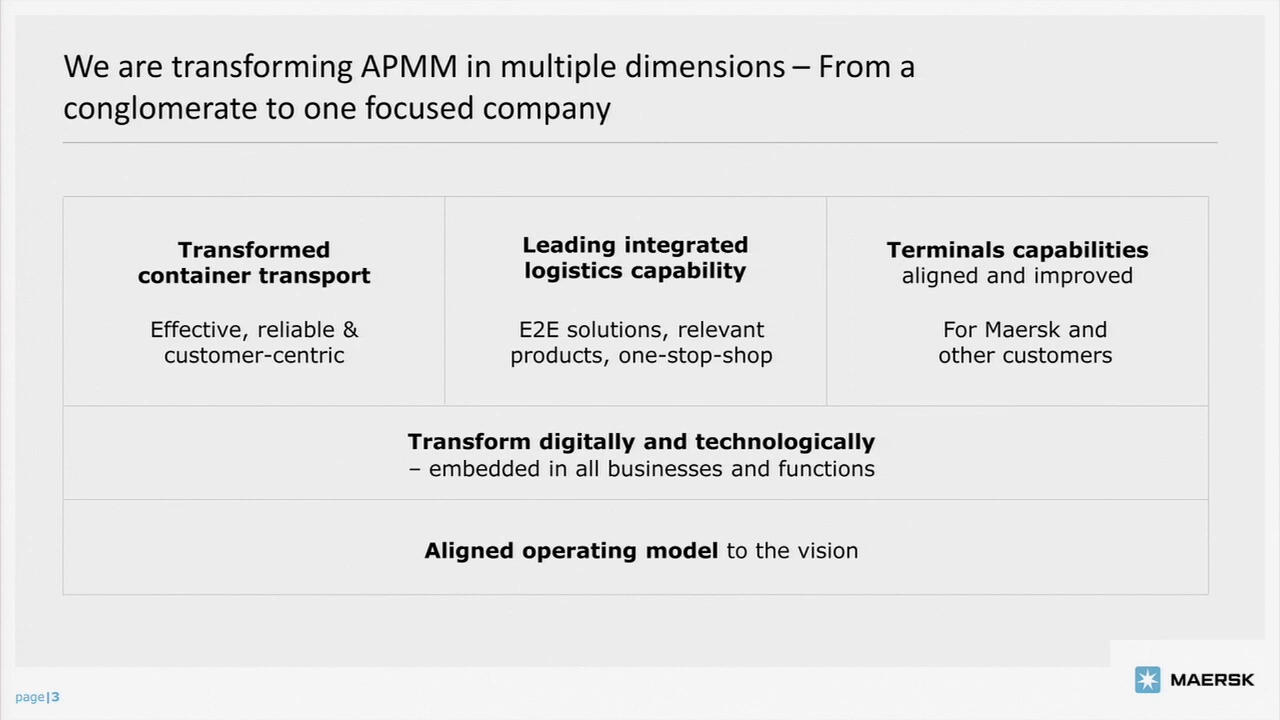 We are transforming APMM in multiple dimensions – From a
conglomerate to one focused company
Transformed
container transport
Effective, reliable &
customer-centric
Leading integrated
logistics capability
E2E solutions, relevant
products, one-stop-shop
Terminals capabilities
aligned and improved
For Maersk and
other customers
Transform digitally and technologically
– embedded in all businesses and functions
Aligned operating model to the vision
page|3
MAERSK